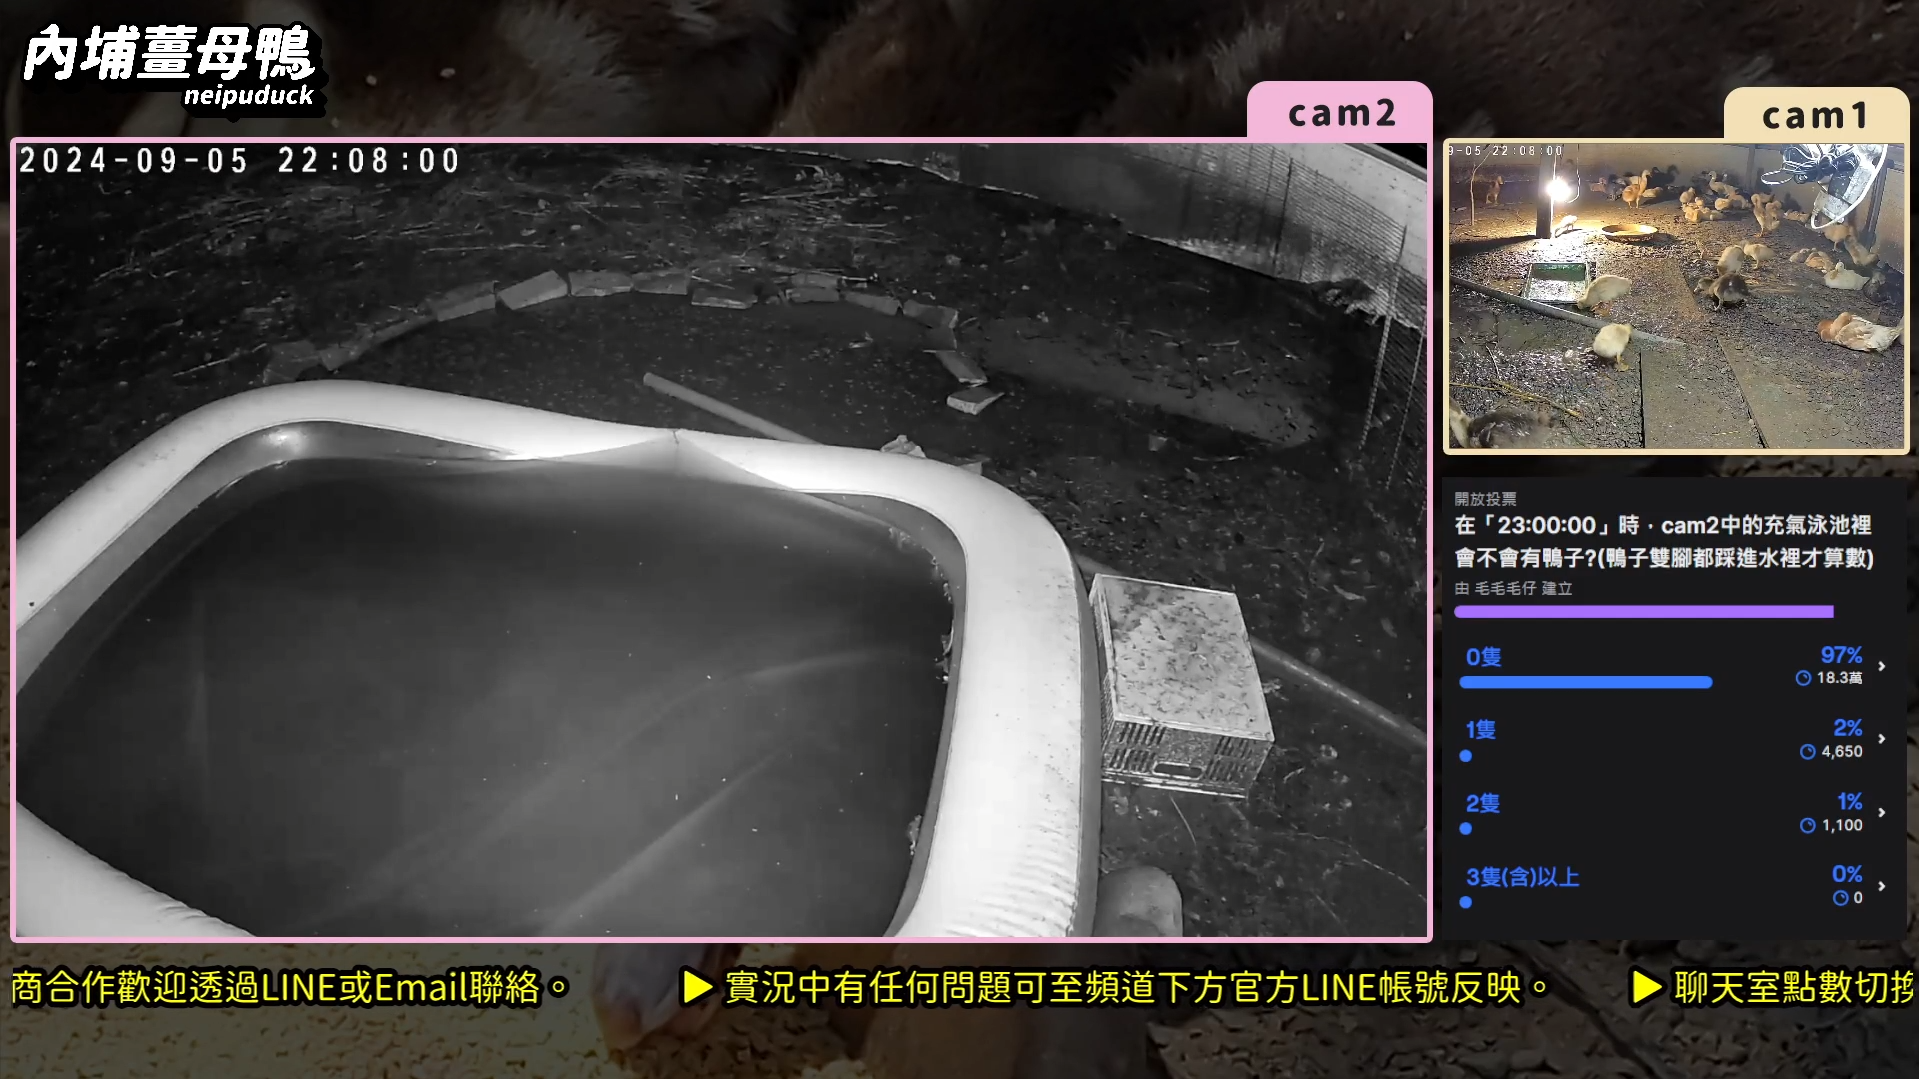 內埔薑母鴨
neipuduck
cam2
cam1
2024-09-05 22:08:00
9-05 22:08:00
開放投票
在「23:00:00」時,cam2中的充氣泳池裡
會不會有鴨子?(鴨子雙腳都踩進水裡才算數)
由 毛毛毛仔 建立
0隻
97%
18.3萬
1隻
2%
4,650
2隻
1%
1,100
3隻(含)以上
0%
0
商合作歡迎透過LINE或Email聯絡。
▶ 實況中有任何問題可至頻道下方官方LINE帳號反映。
▶ 聊天室點數切換